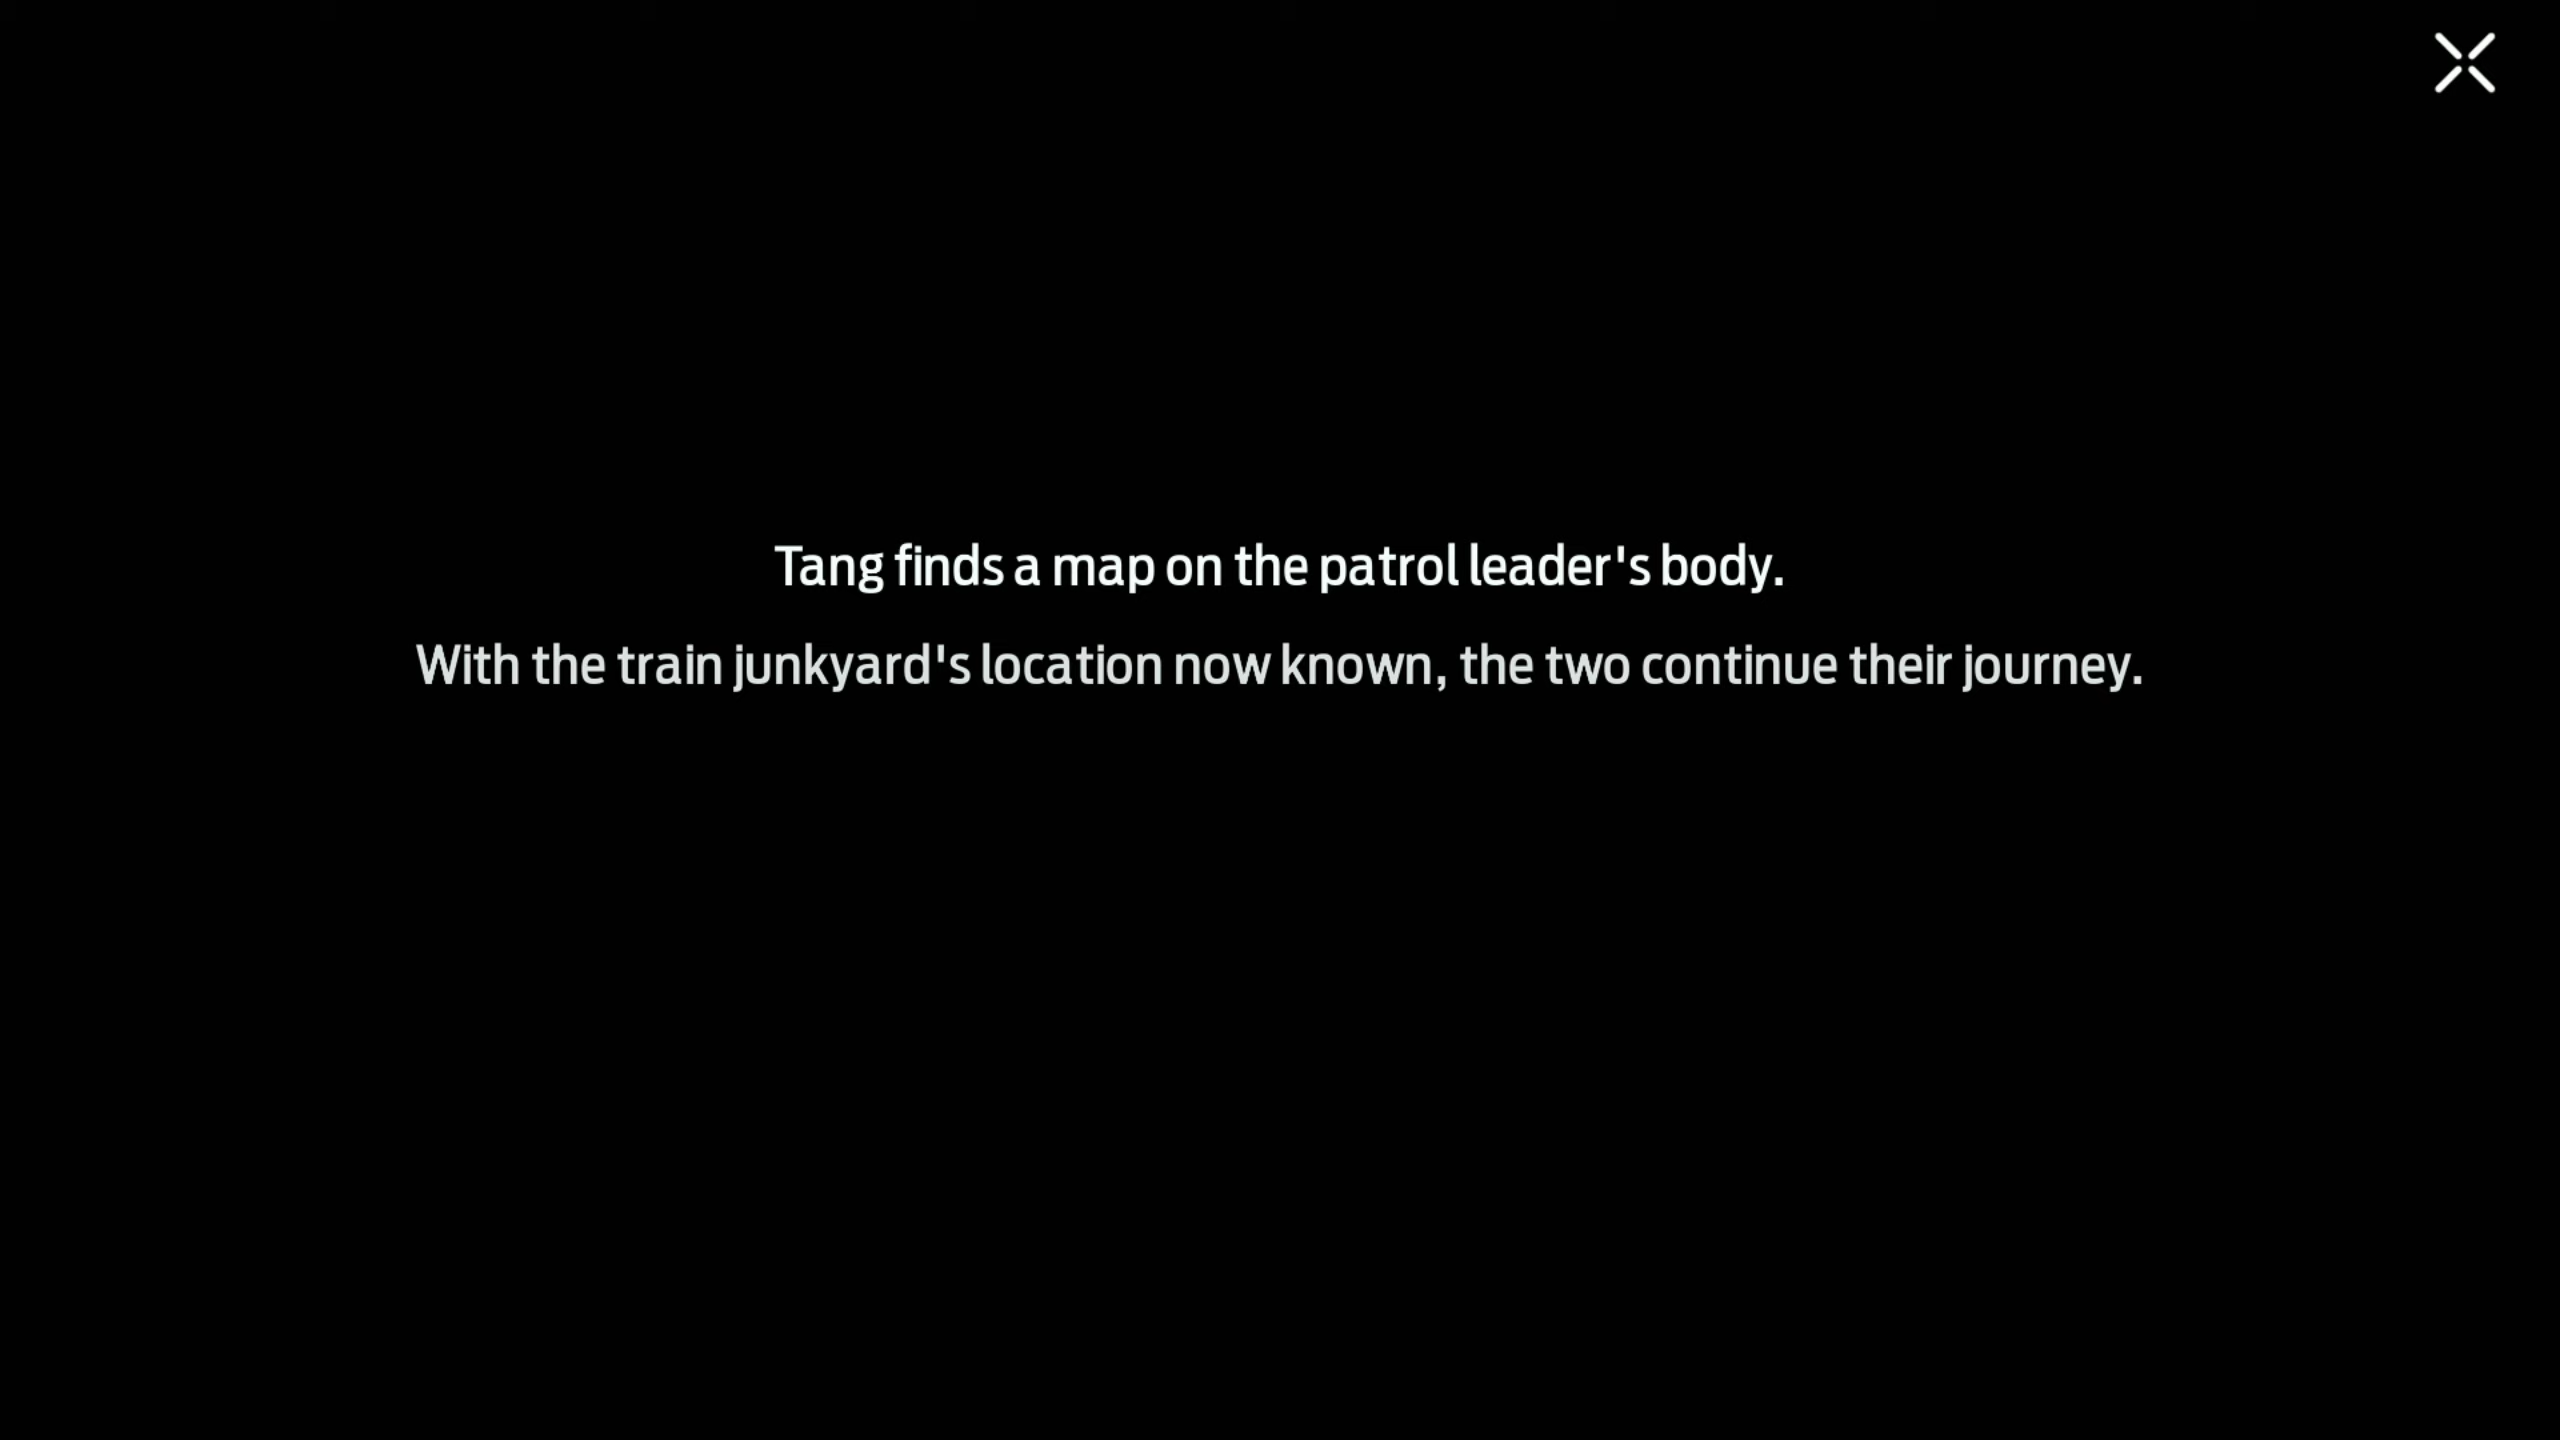 Tang finds a map on the patrol leader's body.
With the train junkyard's location now known, the two continue their journey.